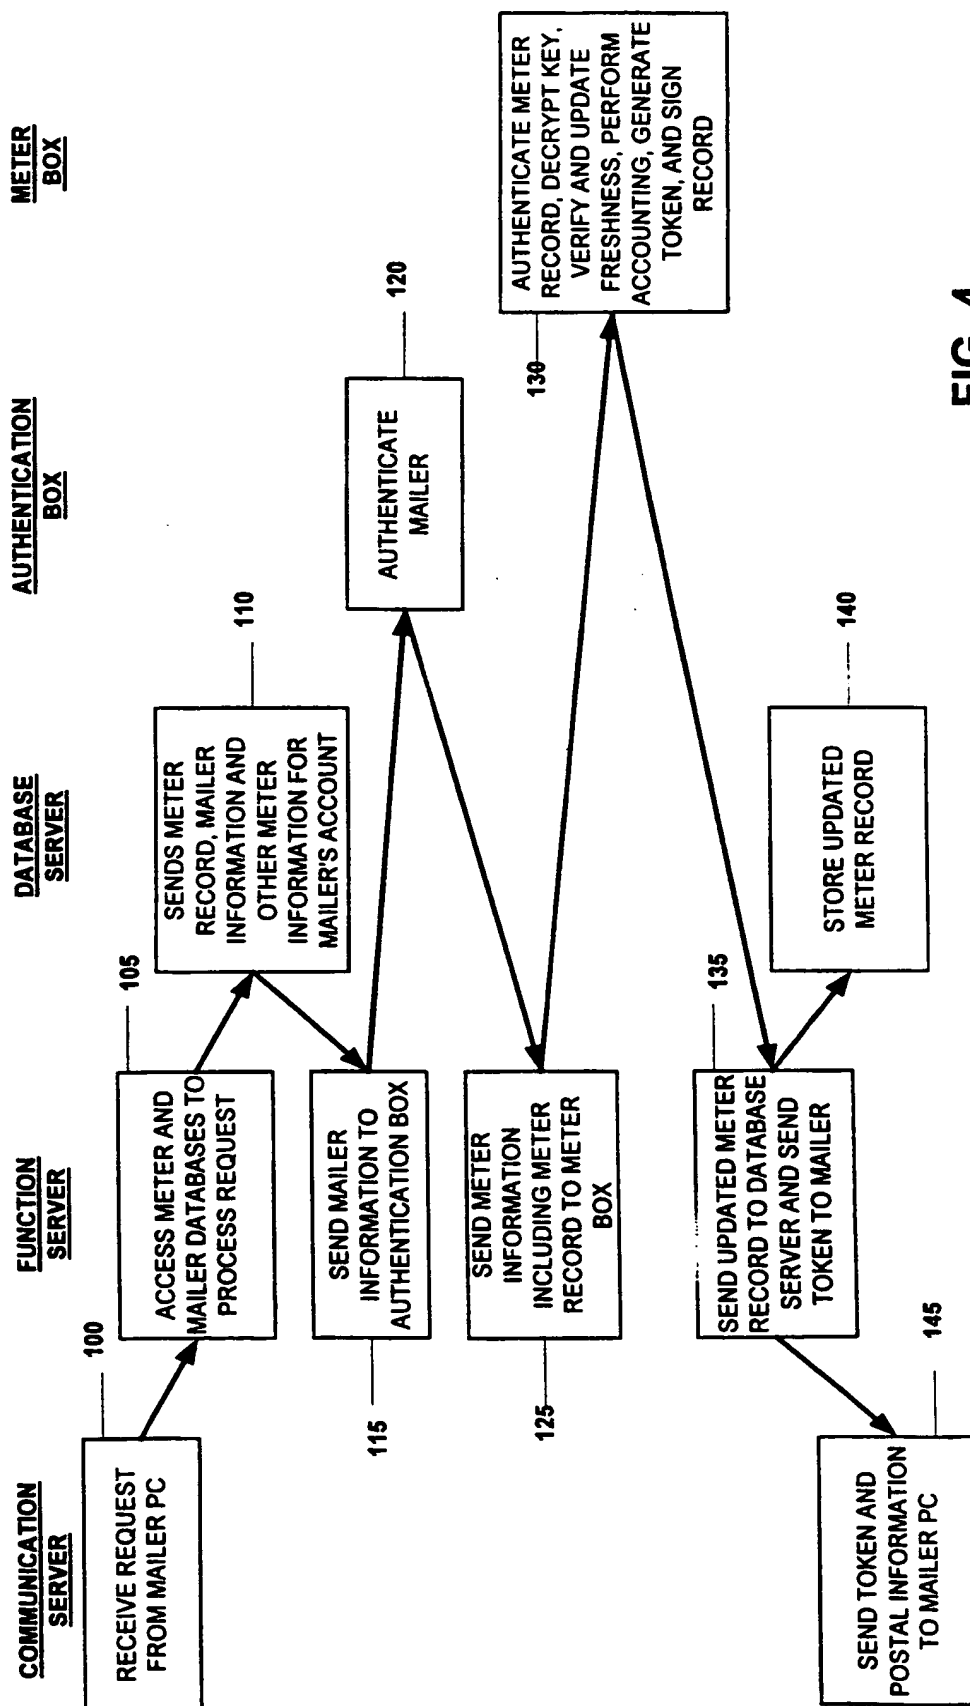 COMMUNICATION
SERVER
FUNCTION
SERVER
DATABASE
SERVER
AUTHENTICATION
BOX
METER
BOX
100
RECEIVE REQUEST
FROM MAILER PC
105
ACCESS METER AND
MAILER DATABASES TO
PROCESS REQUEST
110
SENDS METER
RECORD, MAILER
INFORMATION AND
OTHER METER
INFORMATION FOR
MAILER'S ACCOUNT
115
SEND MAILER
INFORMATION TO
AUTHENTICATION BOX
120
AUTHENTICATE
MAILER
125
SEND METER
INFORMATION
INCLUDING METER
RECORD TO METER
BOX
130
AUTHENTICATE METER
RECORD, DECRYPT KEY,
VERIFY AND UPDATE
FRESHNESS, PERFORM
ACCOUNTING, GENERATE
TOKEN, AND SIGN
RECORD
135
SEND UPDATED METER
RECORD TO DATABASE
SERVER AND SEND
TOKEN TO MAILER
140
STORE UPDATED
METER RECORD
145
SEND TOKEN AND
POSTAL INFORMATION
TO MAILER PC
FIG. 4